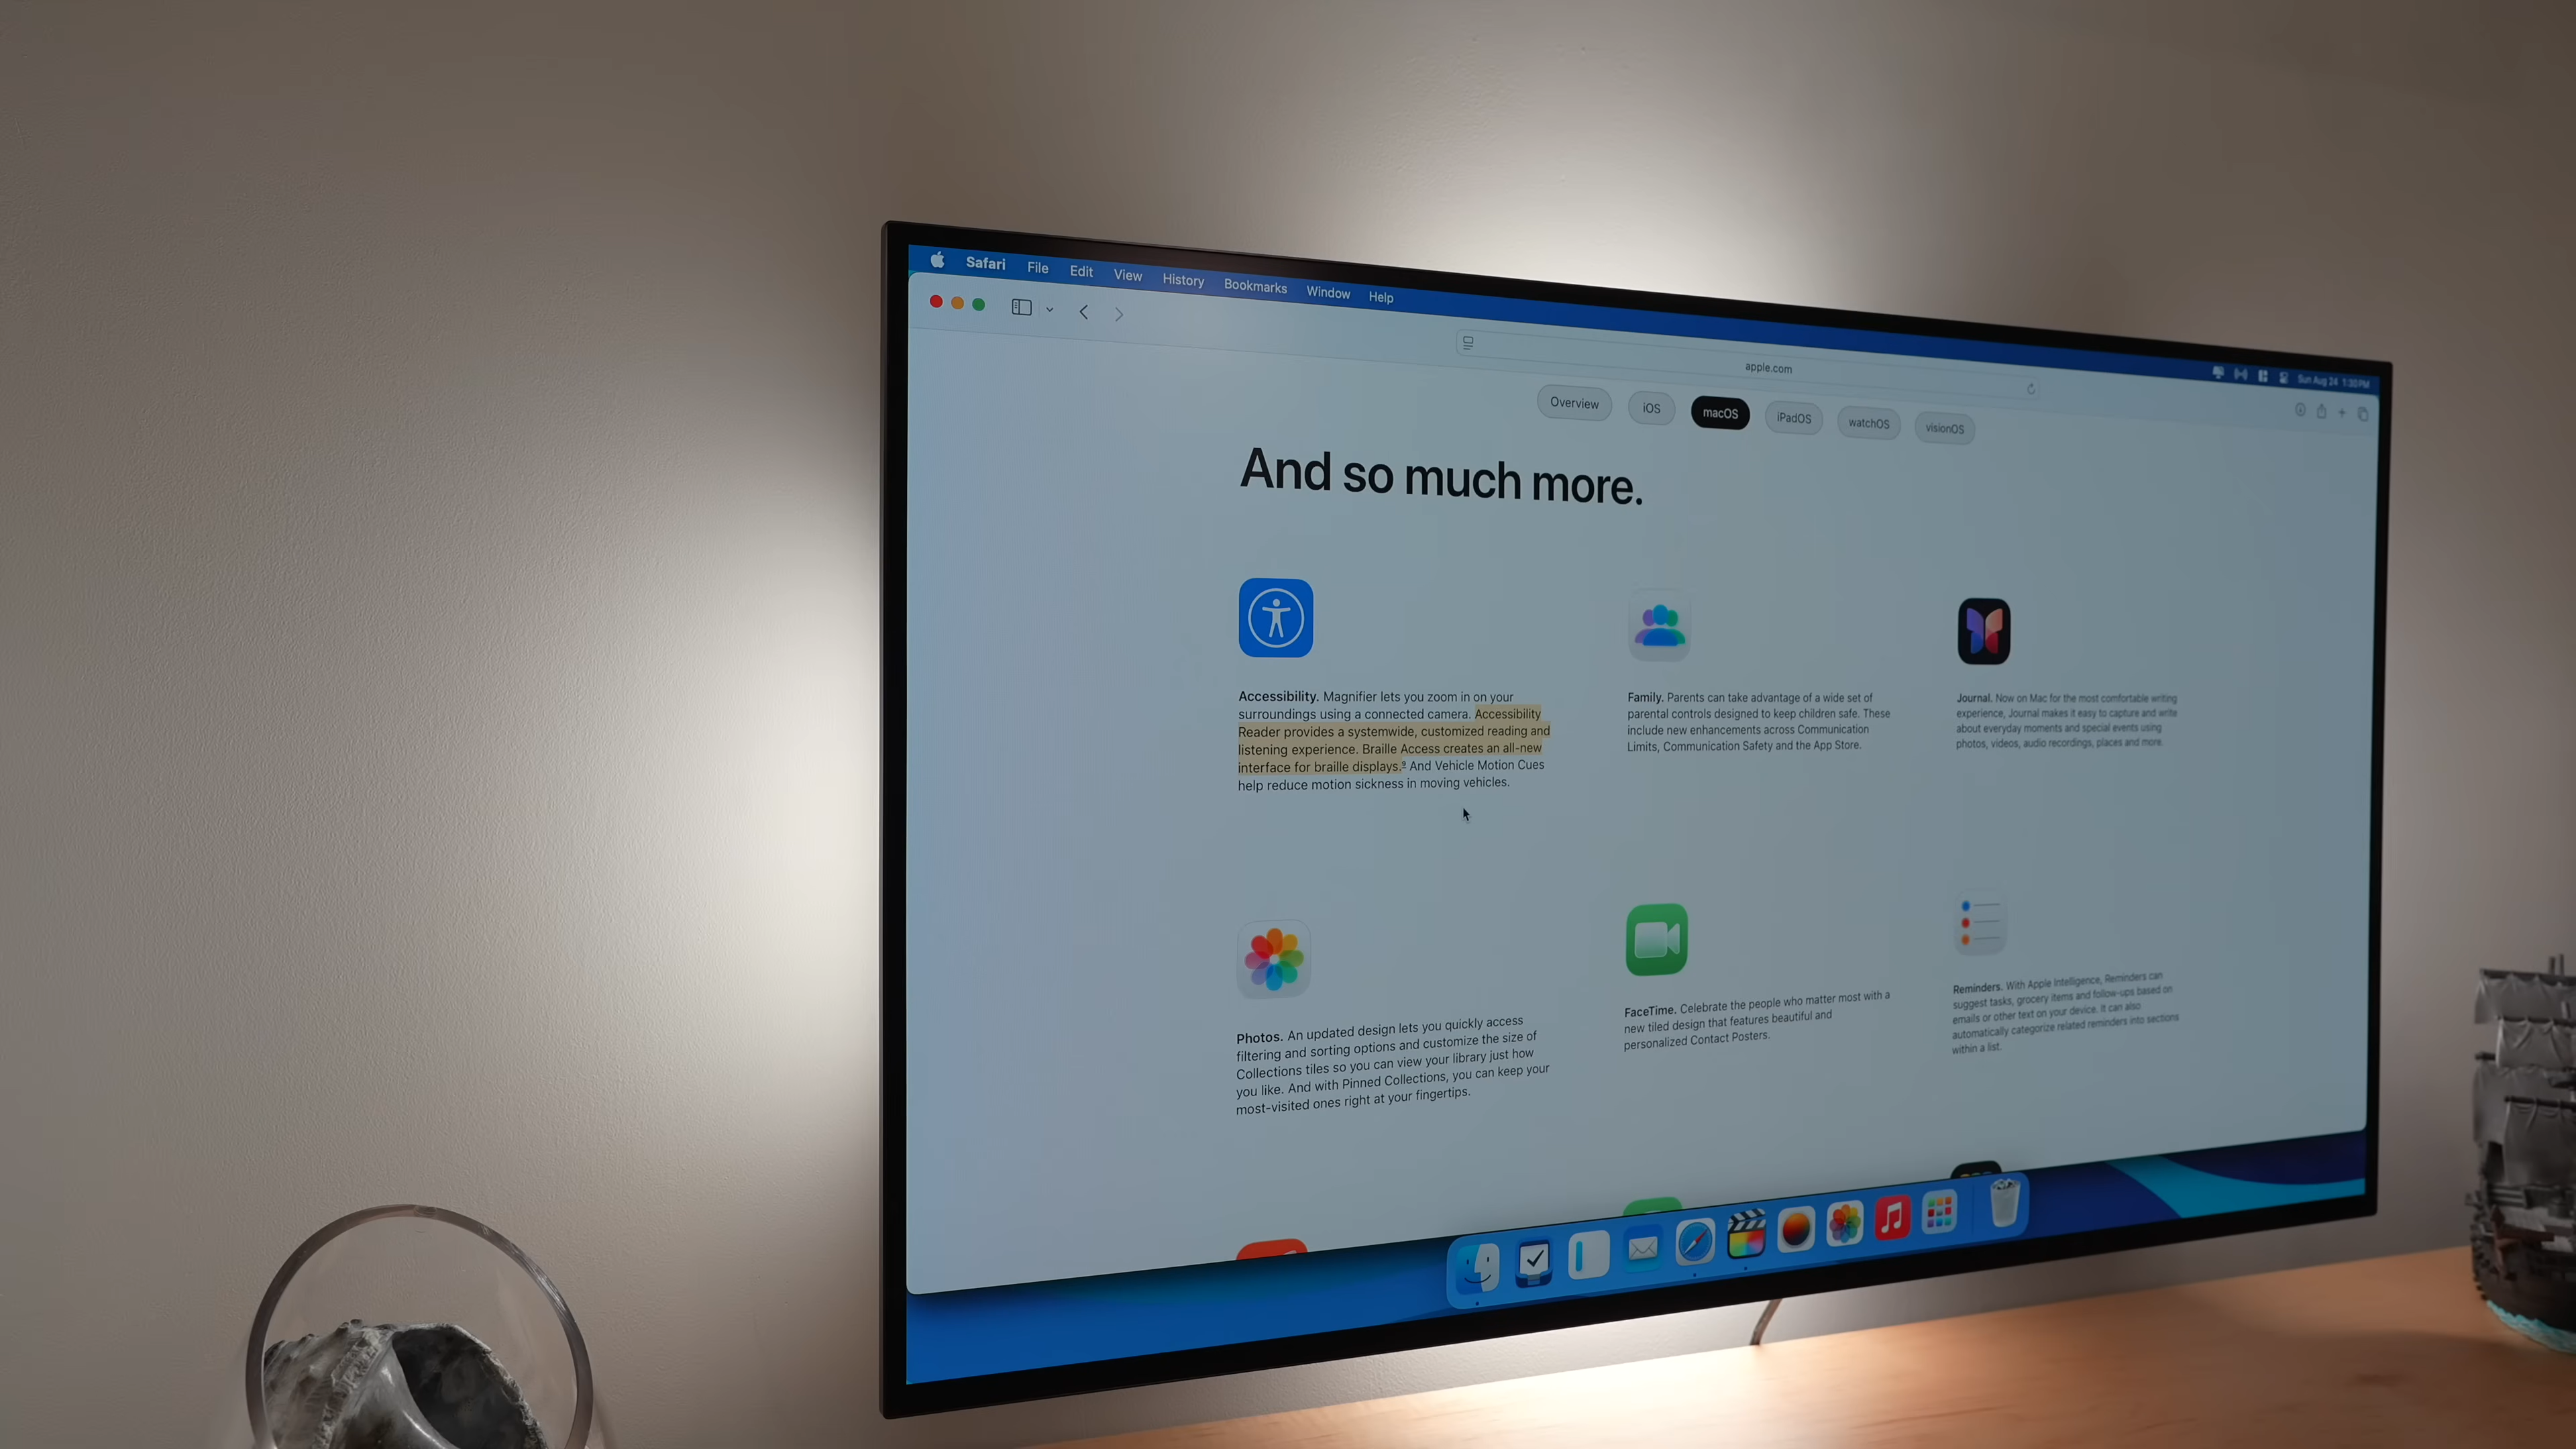 Safari File Edit View History Bookmarks Window Help
Sun Aug 24 1:30 PM
apple.com
Overview iOS macOS iPadOS watchOS visionOS
And so much more.
Accessibility. Magnifier lets you zoom in on your
surroundings using a connected camera. Accessibility
Reader provides a systemwide, customized reading and
listening experience. Braille Access creates an all-new
interface for braille displays.⁹ And Vehicle Motion Cues
help reduce motion sickness in moving vehicles.
Family. Parents can take advantage of a wide set of
parental controls designed to keep children safe. These
include new enhancements across Communication
Limits, Communication Safety and the App Store.
Journal. Now on Mac for the most comfortable writing
experience, Journal makes it easy to capture and write
about everyday moments and special events using
photos, videos, audio recordings, places and more.
Photos. An updated design lets you quickly access
filtering and sorting options and customize the size of
Collections tiles so you can view your library just how
you like. And with Pinned Collections, you can keep your
most-visited ones right at your fingertips.
FaceTime. Celebrate the people who matter most with a
new tiled design that features beautiful and
personalized Contact Posters.
Reminders. With Apple Intelligence, Reminders can
suggest tasks, grocery items and follow-ups based on
emails or other text on your device. It can also
automatically categorize related reminders into sections
within a list.